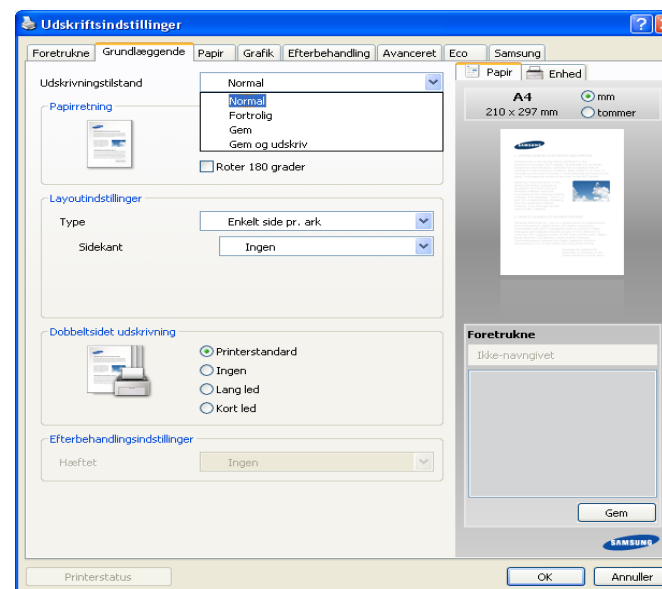 Udskriftsindstillinger
Foretrukne Grundlæggende Papir Grafik Efterbehandling Avanceret Eco Samsung
Udskrivningstilstand Normal
Normal
Fortrolig
Gem
Gem og udskriv
Papirretning
Roter 180 grader
Layoutindstillinger
Type Enkelt side pr. ark
Sidekant Ingen
Dobbeltsidet udskrivning
Printerstandard
Ingen
Lang led
Kort led
Efterbehandlingsindstillinger
Hæftet Ingen
Papir Enhed
A4 mm
210 x 297 mm tommer
SAMSUNG
Foretrukne
Ikke-navngivet
Gem
SAMSUNG
Printerstatus OK Annuller